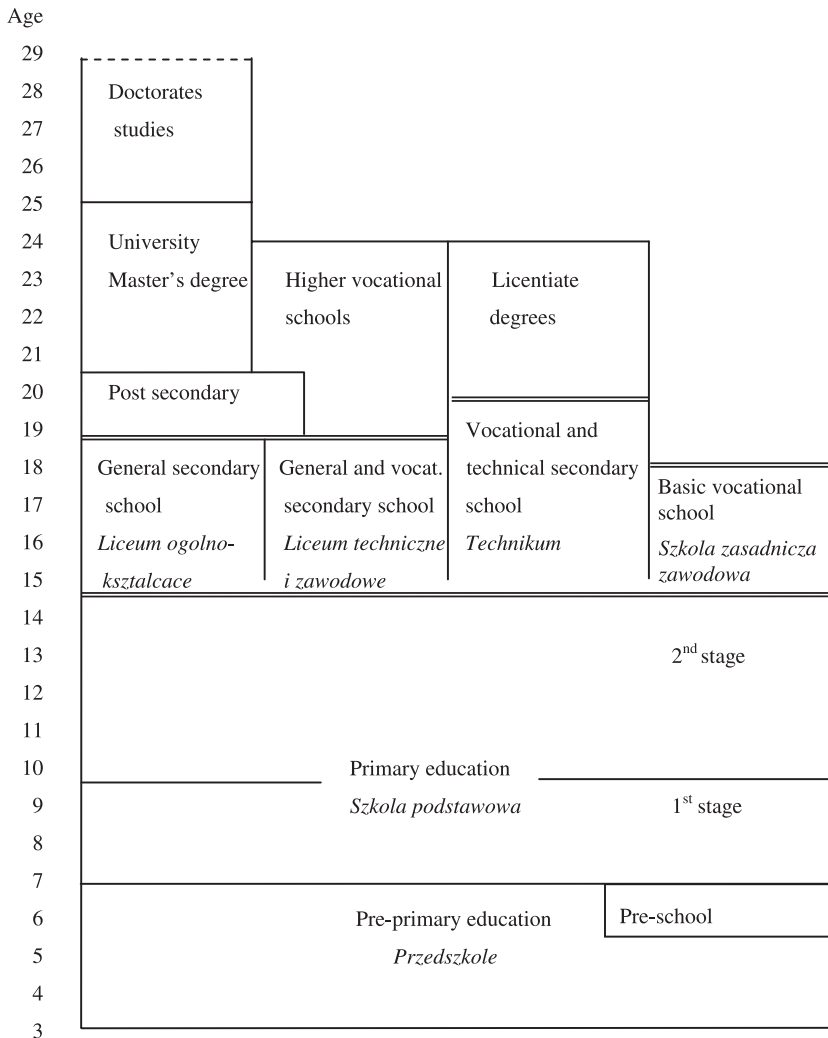 Age
29
28
27
26
25
24
23
22
21
20
19
18
17
16
15
14
13
12
11
10
9
8
7
6
5
4
3
Doctorates
studies
University
Master's degree
Higher vocational
schools
Licentiate
degrees
Post secondary
General secondary
school
Liceum ogolno-
ksztalcace
General and vocat.
secondary school
Liceum techniczne
i zawodowe
Vocational and
technical secondary
school
Technikum
Basic vocational
school
Szkola zasadnicza
zawodowa
2nd stage
Primary education
Szkola podstawowa
1st stage
Pre-primary education
Przedszkole
Pre-school